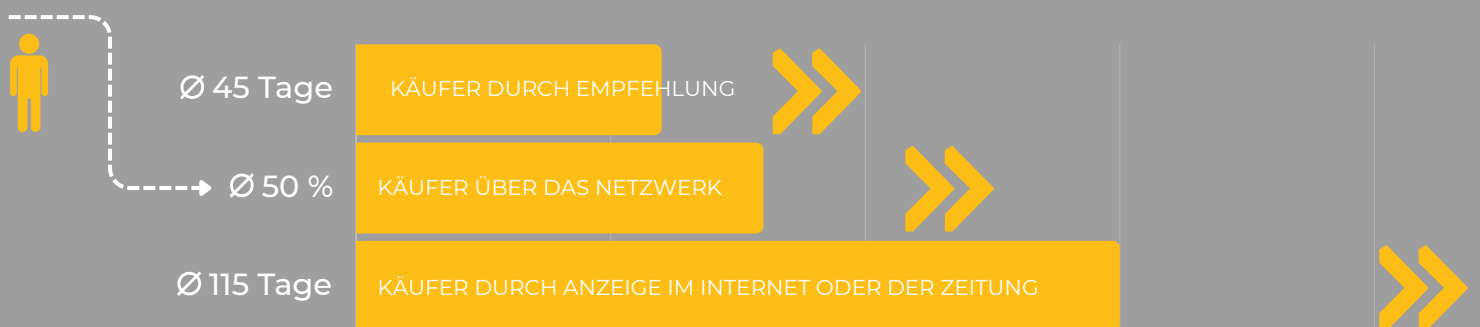 Ø 45 Tage KÄUFER DURCH EMPFEHLUNG
Ø 50 % KÄUFER ÜBER DAS NETZWERK
Ø 115 Tage KÄUFER DURCH ANZEIGE IM INTERNET ODER DER ZEITUNG